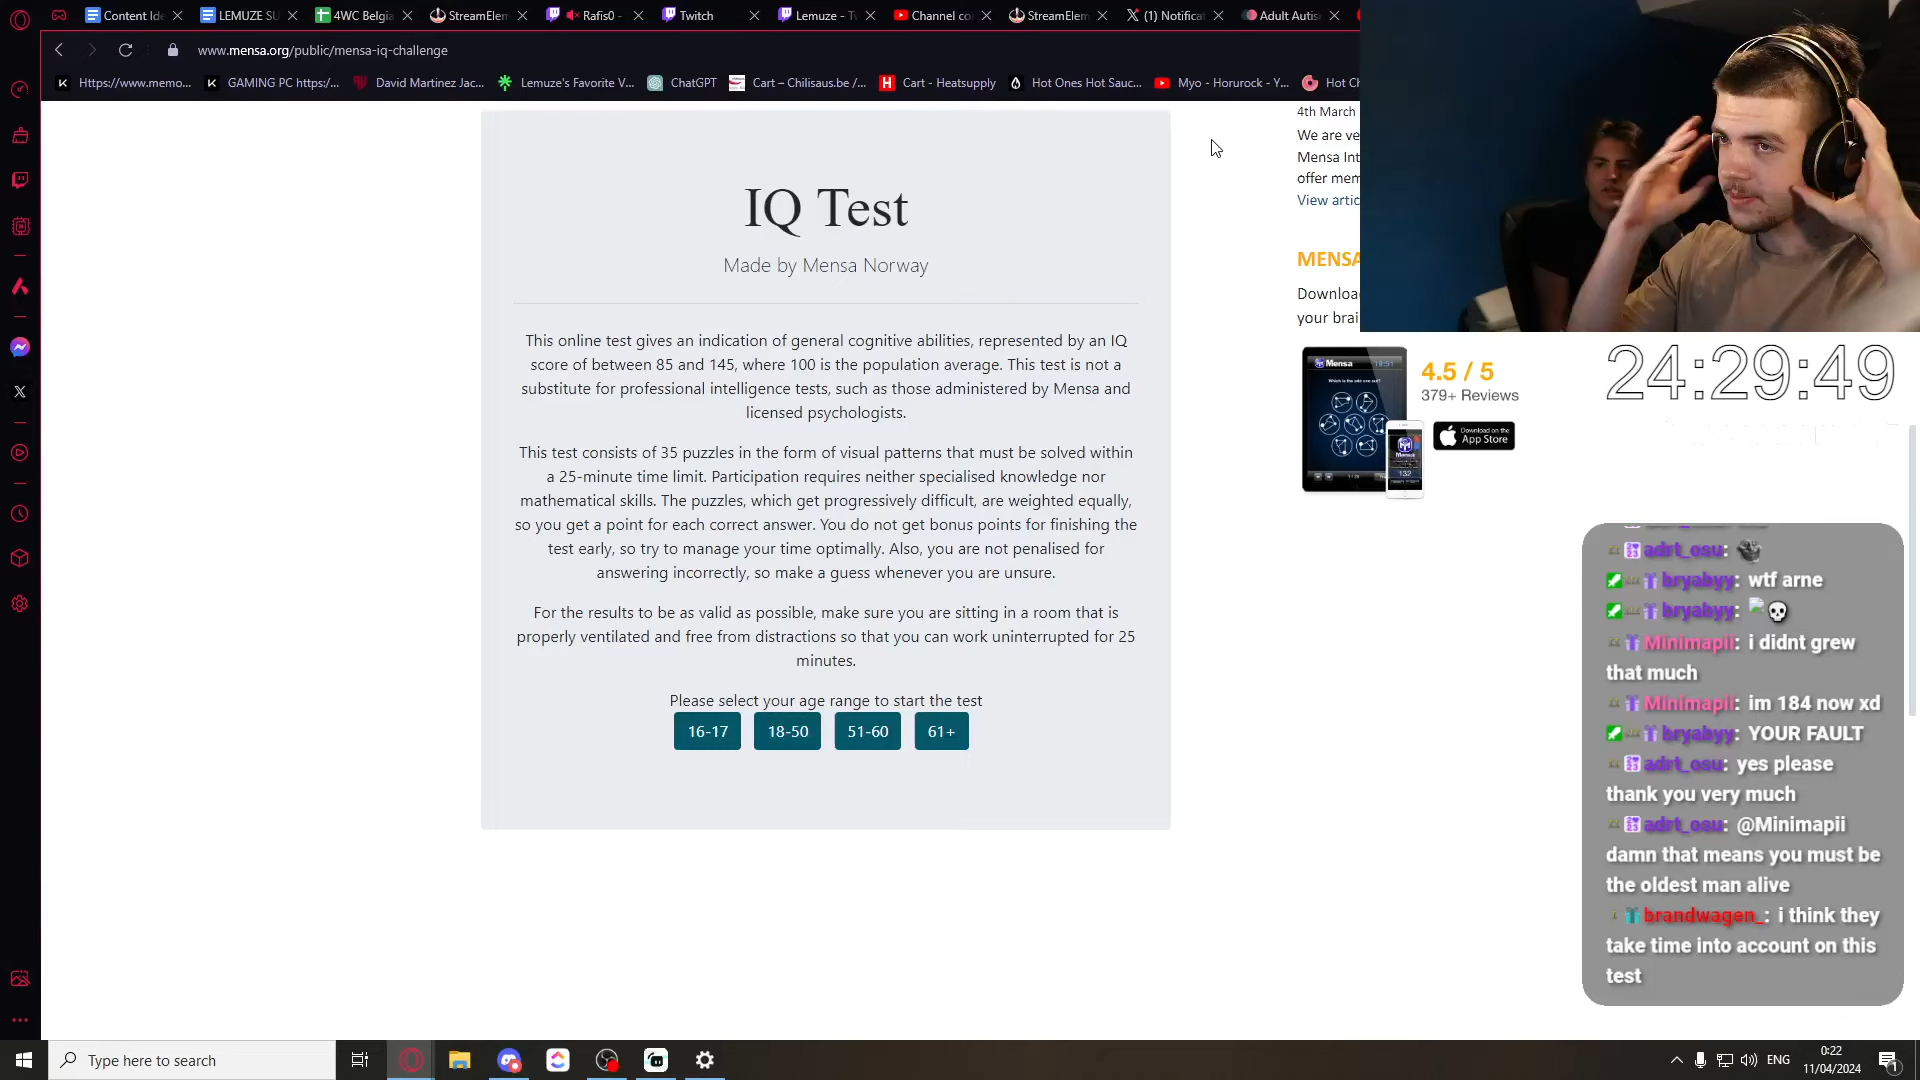 Content Ide
LEMUZE SU
4WC Belgia
StreamElem
Rafis0 -
Twitch
Lemuze - Tw
Channel co
StreamElem
(1) Notifica
Adult Autis
www.mensa.org/public/mensa-iq-challenge
Https://www.memo...
GAMING PC https:/...
David Martinez Jac...
Lemuze's Favorite V...
ChatGPT
Cart – Chilisaus.be /...
Cart - Heatsupply
Hot Ones Hot Sauc...
Myo - Horurock - Y...
Hot Ch
IQ Test
Made by Mensa Norway
This online test gives an indication of general cognitive abilities, represented by an IQ
score of between 85 and 145, where 100 is the population average. This test is not a
substitute for professional intelligence tests, such as those administered by Mensa and
licensed psychologists.
This test consists of 35 puzzles in the form of visual patterns that must be solved within
a 25-minute time limit. Participation requires neither specialised knowledge nor
mathematical skills. The puzzles, which get progressively difficult, are weighted equally,
so you get a point for each correct answer. You do not get bonus points for finishing the
test early, so try to manage your time optimally. Also, you are not penalised for
answering incorrectly, so make a guess whenever you are unsure.
For the results to be as valid as possible, make sure you are sitting in a room that is
properly ventilated and free from distractions so that you can work uninterrupted for 25
minutes.
Please select your age range to start the test
16-17
18-50
51-60
61+
4th March
We are ve
Mensa Int
offer mem
View artic
MENSA
Downloa
your brai
Mensa
4.5 / 5
379+ Reviews
Download on the
App Store
24:29:49
adrt_osu:
bryabyy: wtf arne
bryabyy:
Minimapii: i didnt grew
that much
Minimapii: im 184 now xd
bryabyy: YOUR FAULT
adrt_osu: yes please
thank you very much
adrt_osu: @Minimapii
damn that means you must be
the oldest man alive
brandwagen_: i think they
take time into account on this
test
Type here to search
ENG
0:22
11/04/2024